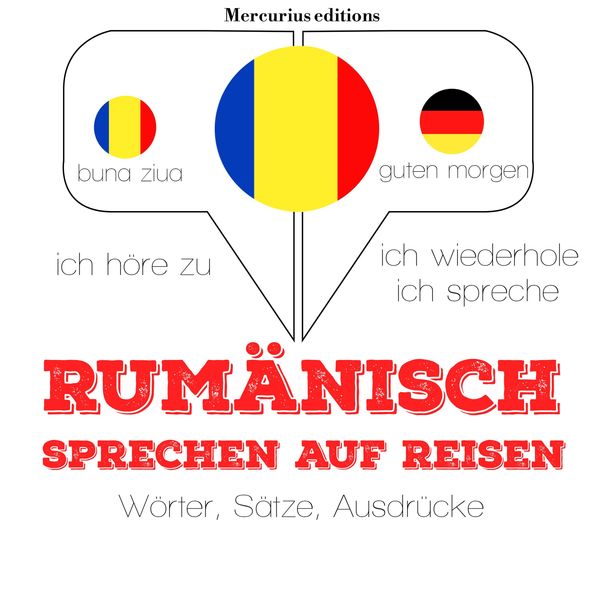 Mercurius editions
buna ziua
guten morgen
ich höre zu
ich wiederhole
ich spreche
RUMÄNISCH
SPRECHEN AUF REISEN
Wörter, Sätze, Ausdrücke